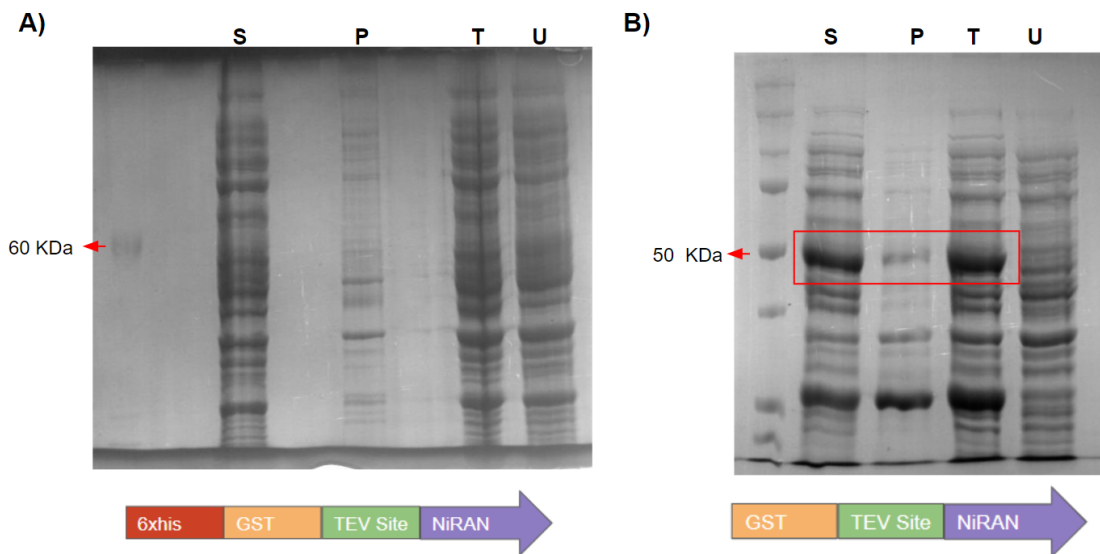 A)
S P T U
60 KDa
6xhis GST TEV Site NiRAN
B)
S P T U
50 KDa
GST TEV Site NiRAN